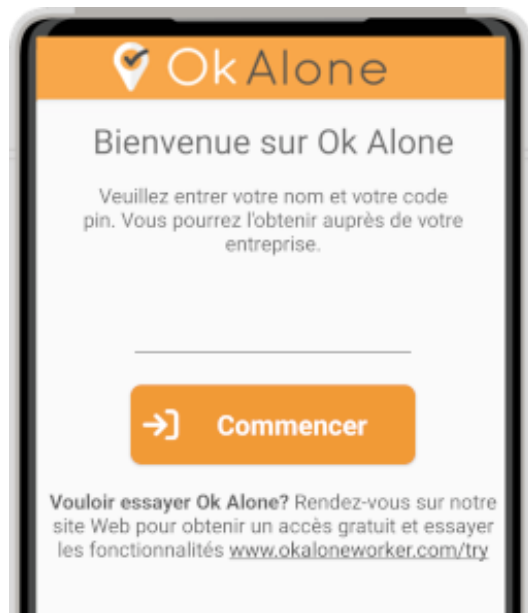 Ok Alone
Bienvenue sur Ok Alone
Veuillez entrer votre nom et votre code
pin. Vous pourrez l'obtenir auprès de votre
entreprise.
Commencer
Vouloir essayer Ok Alone? Rendez-vous sur notre
site Web pour obtenir un accès gratuit et essayer
les fonctionnalités www.okaloneworker.com/try